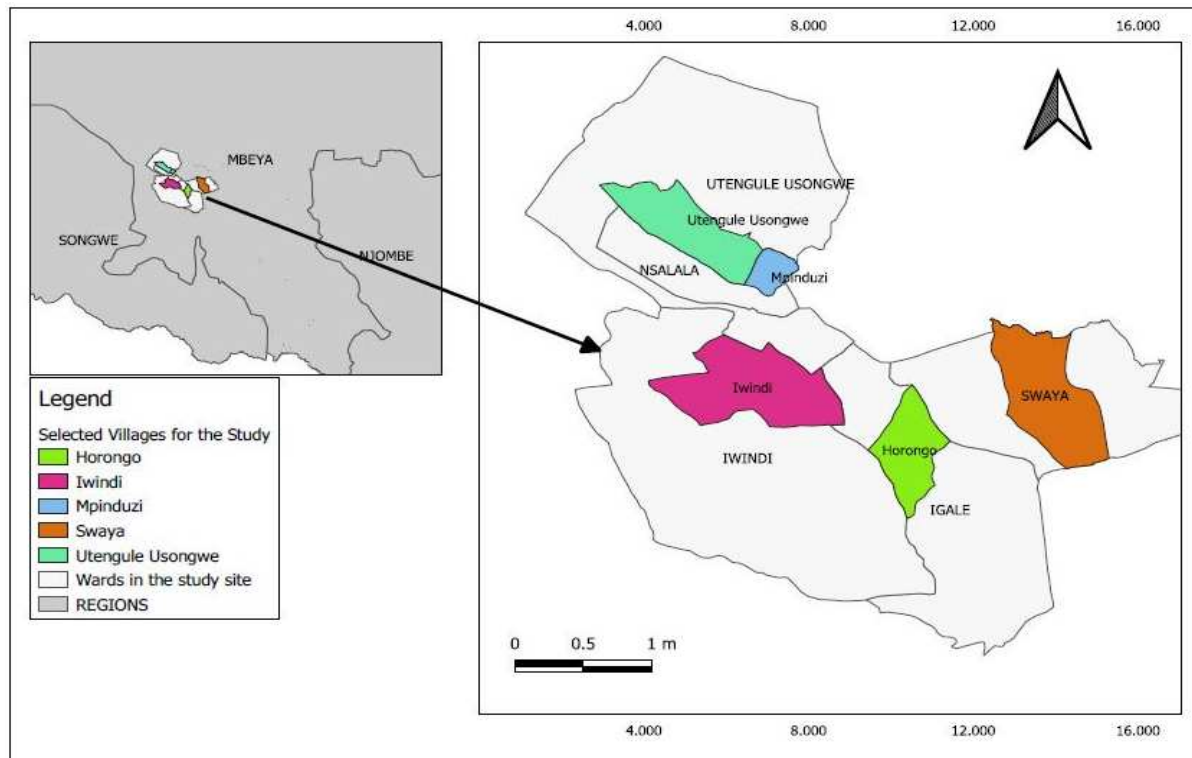 4.000 8.000 12.000 16.000
MBEYA
SONGWE
NJOMBE
Legend
Selected Villages for the Study
Horongo
Iwindi
Mpinduzi
Swaya
Utengule Usongwe
Wards in the study site
REGIONS
UTENGULE USONGWE
Utengule Usongwe
NSALALA
Mpinduzi
Iwindi
SWAYA
Horongo
IWINDI
IGALE
0 0.5 1 m
4.000 8.000 12.000 16.000